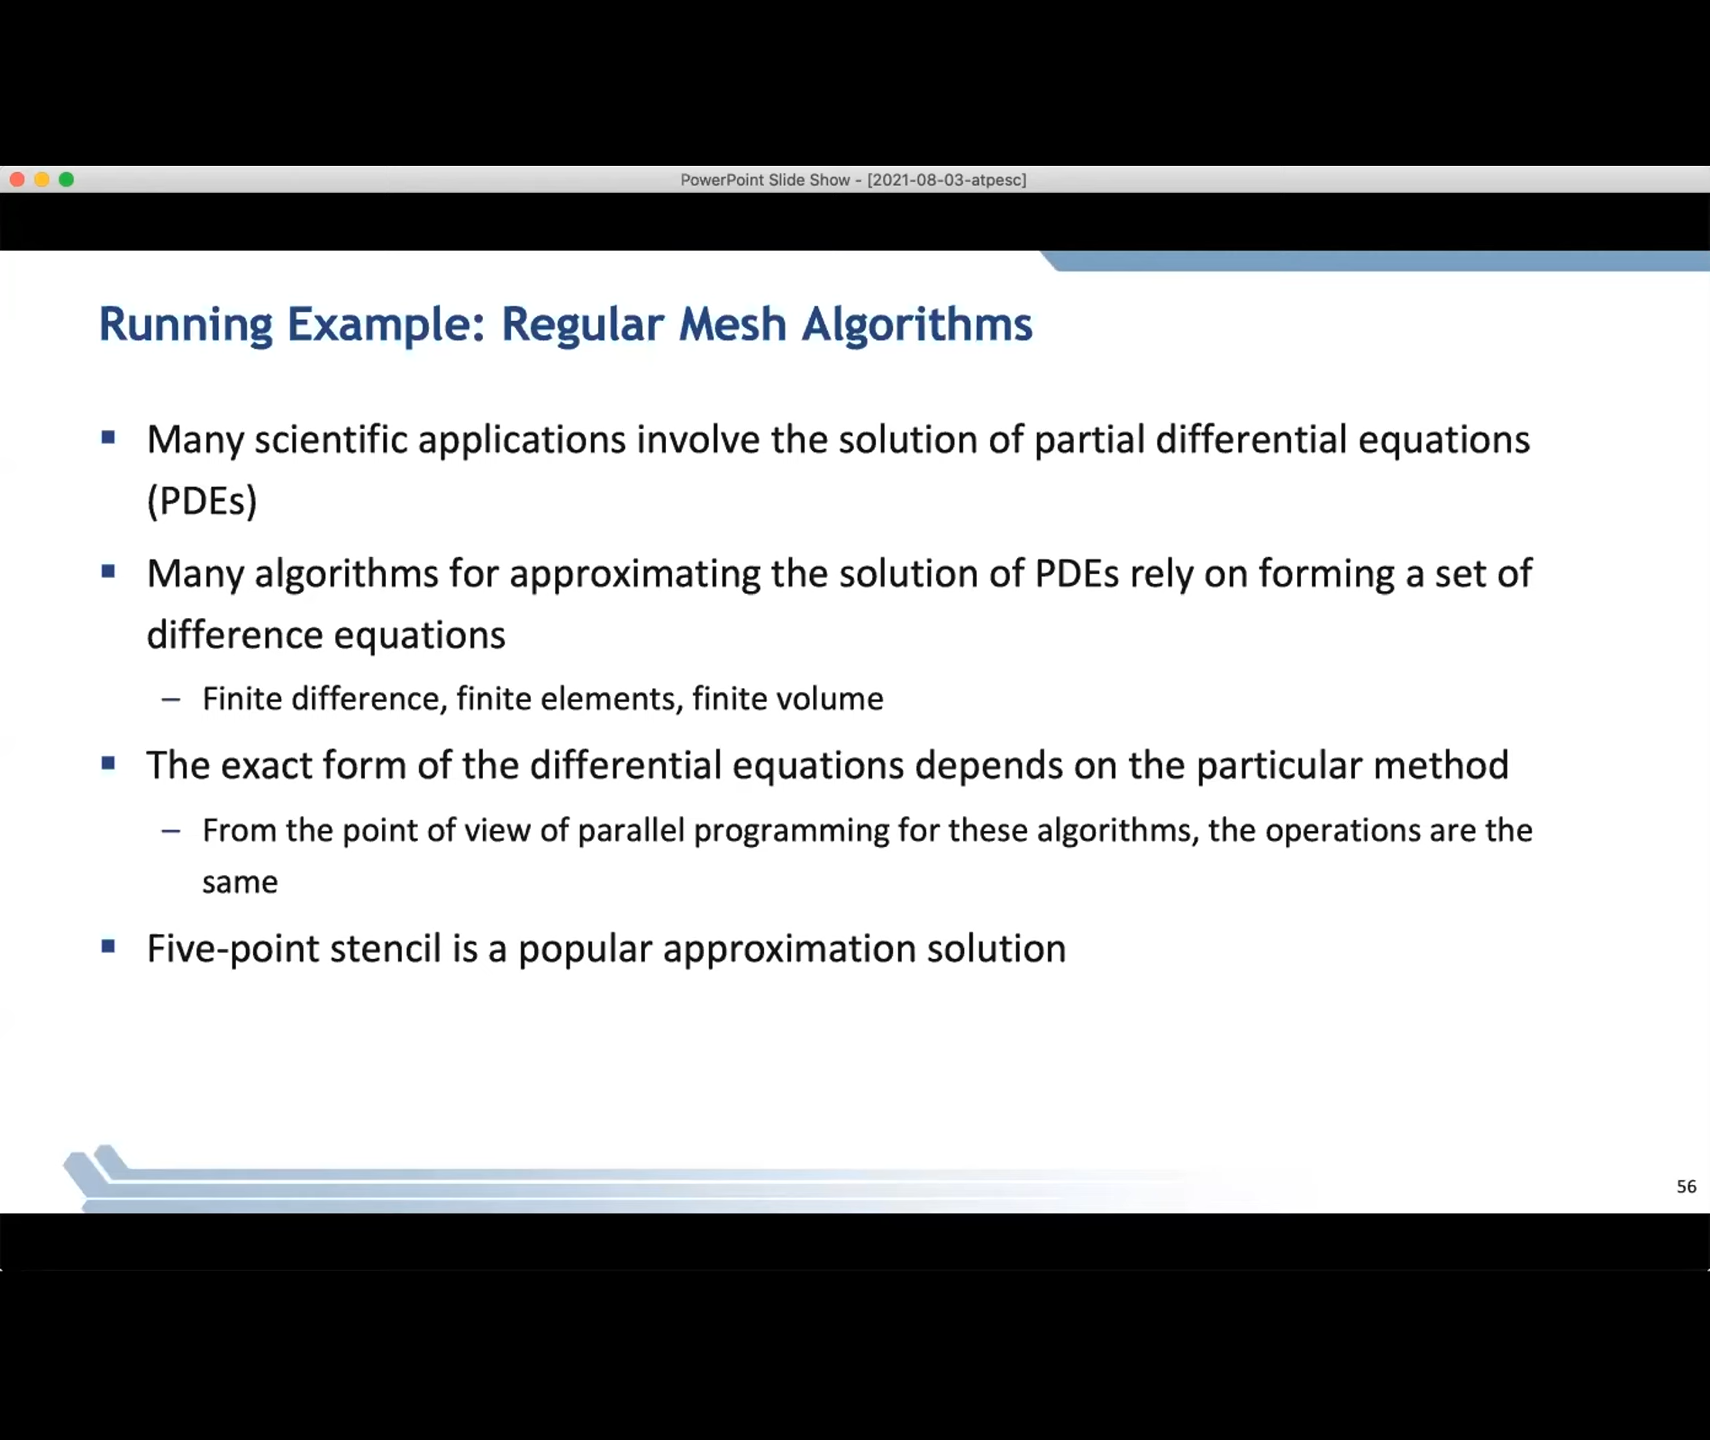 PowerPoint Slide Show - [2021-08-03-atpesc]
Running Example: Regular Mesh Algorithms
▪ Many scientific applications involve the solution of partial differential equations
(PDEs)
▪ Many algorithms for approximating the solution of PDEs rely on forming a set of
difference equations
– Finite difference, finite elements, finite volume
▪ The exact form of the differential equations depends on the particular method
– From the point of view of parallel programming for these algorithms, the operations are the
same
▪ Five-point stencil is a popular approximation solution
56